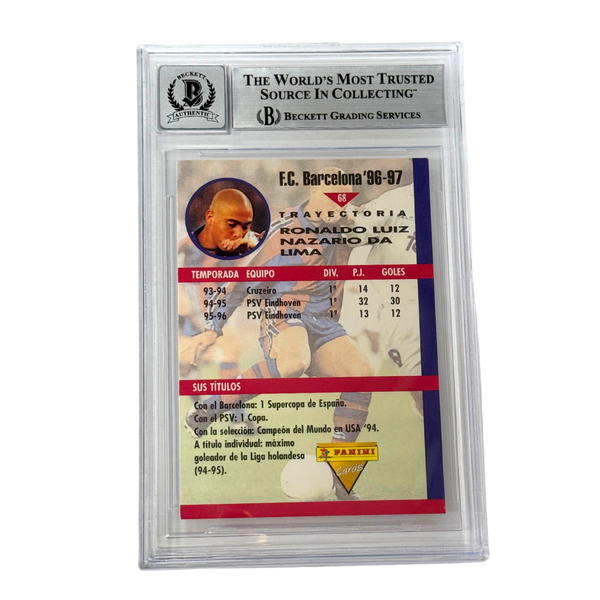 BECKETT
B
AUTHENTIC
THE WORLD'S MOST TRUSTED
SOURCE IN COLLECTING™
B BECKETT GRADING SERVICES
F.C. Barcelona '96-97
68
TRAYECTORIA
RONALDO LUIZ
NAZARIO DA
LIMA
TEMPORADA EQUIPO DIV. P.J. GOLES
93-94 Cruzeiro 1ª 14 12
94-95 PSV Eindhoven 1ª 32 30
95-96 PSV Eindhoven 1ª 13 12
SUS TÍTULOS
Con el Barcelona: 1 Supercopa de España.
Con el PSV: 1 Copa.
Con la selección: Campeón del Mundo en USA '94.
A título individual: máximo
goleador de la Liga holandesa
(94-95).
PANINI
Cards